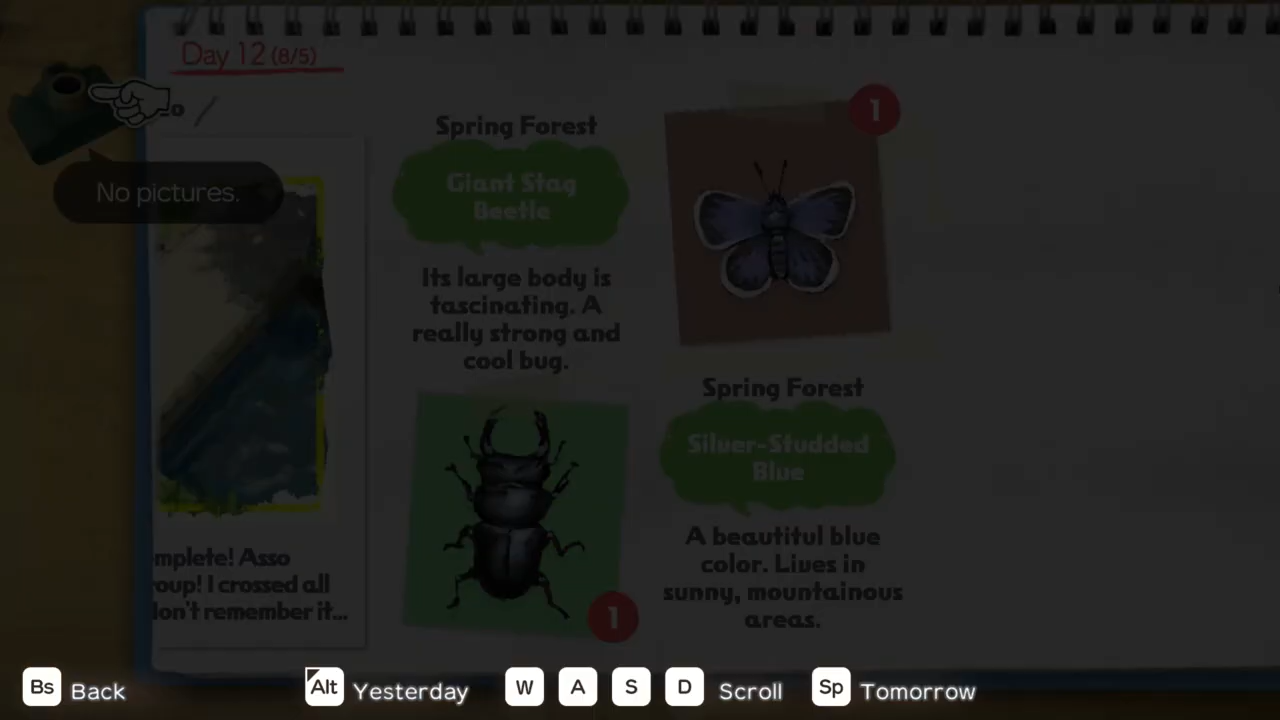 Day 12 (8/5)
No pictures.
Spring Forest
Giant Stag
Beetle
Its large body is
fascinating. A
really strong and
cool bug.
1
1
Spring Forest
Silver-Studded
Blue
A beautiful blue
color. Lives in
sunny, mountainous
areas.
mplete! Asso
oup! I crossed all
don't remember it...
Bs Back
Alt Yesterday
W A S D Scroll
Sp Tomorrow